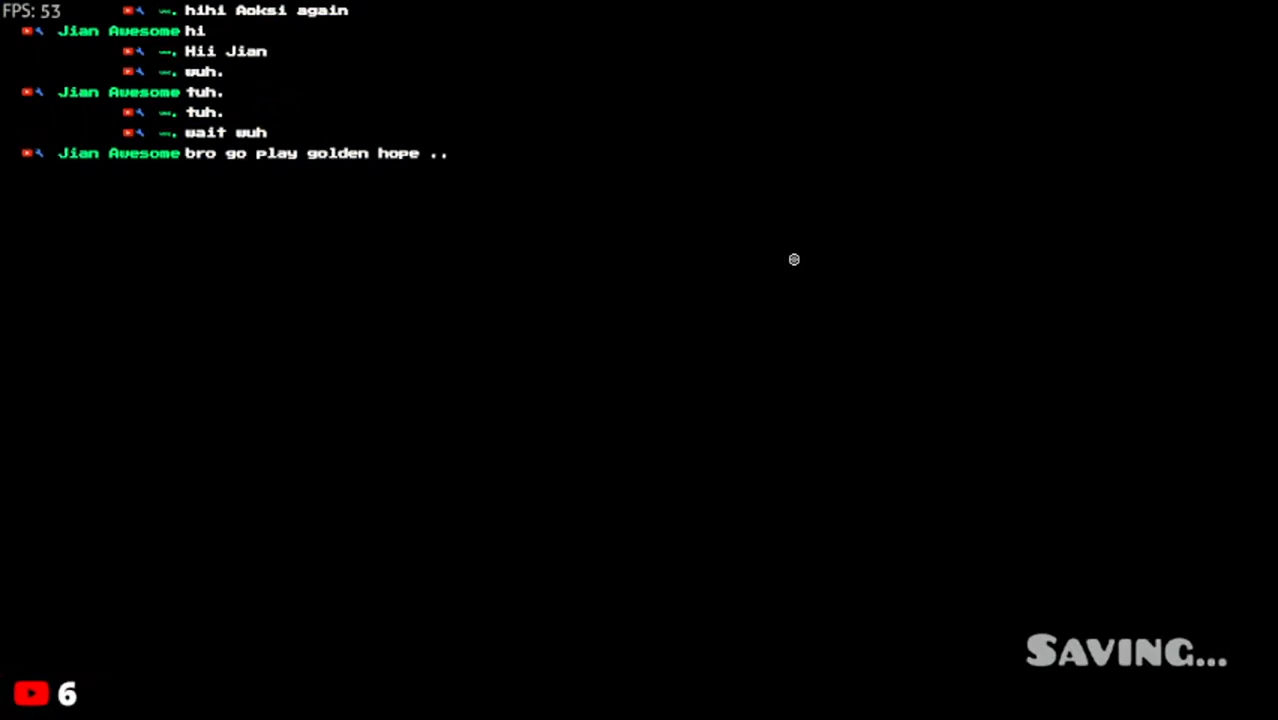 FPS: 53
hihi Aoksi again
Jian Awesome hi
Hii Jian
wuh.
Jian Awesome tuh.
tuh.
wait wuh
Jian Awesome bro go play golden hope ..
Saving...
6